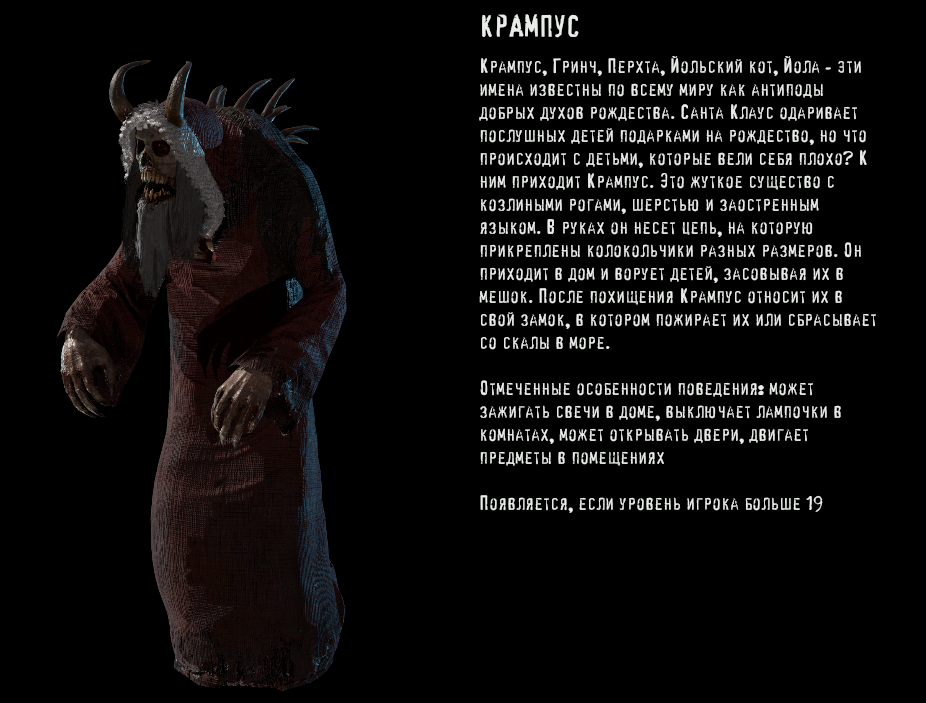 Крампус
Крампус, Гринч, Перхта, Йольский кот, Йола - эти
имена известны по всему миру как антиподы
добрых духов рождества. Санта Клаус одаривает
послушных детей подарками на рождество, но что
происходит с детьми, которые вели себя плохо? К
ним приходит Крампус. Это жуткое существо с
козлиными рогами, шерстью и заостренным
языком. В руках он несет цепь, на которую
прикреплены колокольчики разных размеров. Он
приходит в дом и ворует детей, засовывая их в
мешок. После похищения Крампус относит их в
свой замок, в котором пожирает их или сбрасывает
со скалы в море.
Отмеченные особенности поведения: может
зажигать свечи в доме, выключает лампочки в
комнатах, может открывать двери, двигает
предметы в помещениях
Появляется, если уровень игрока больше 19